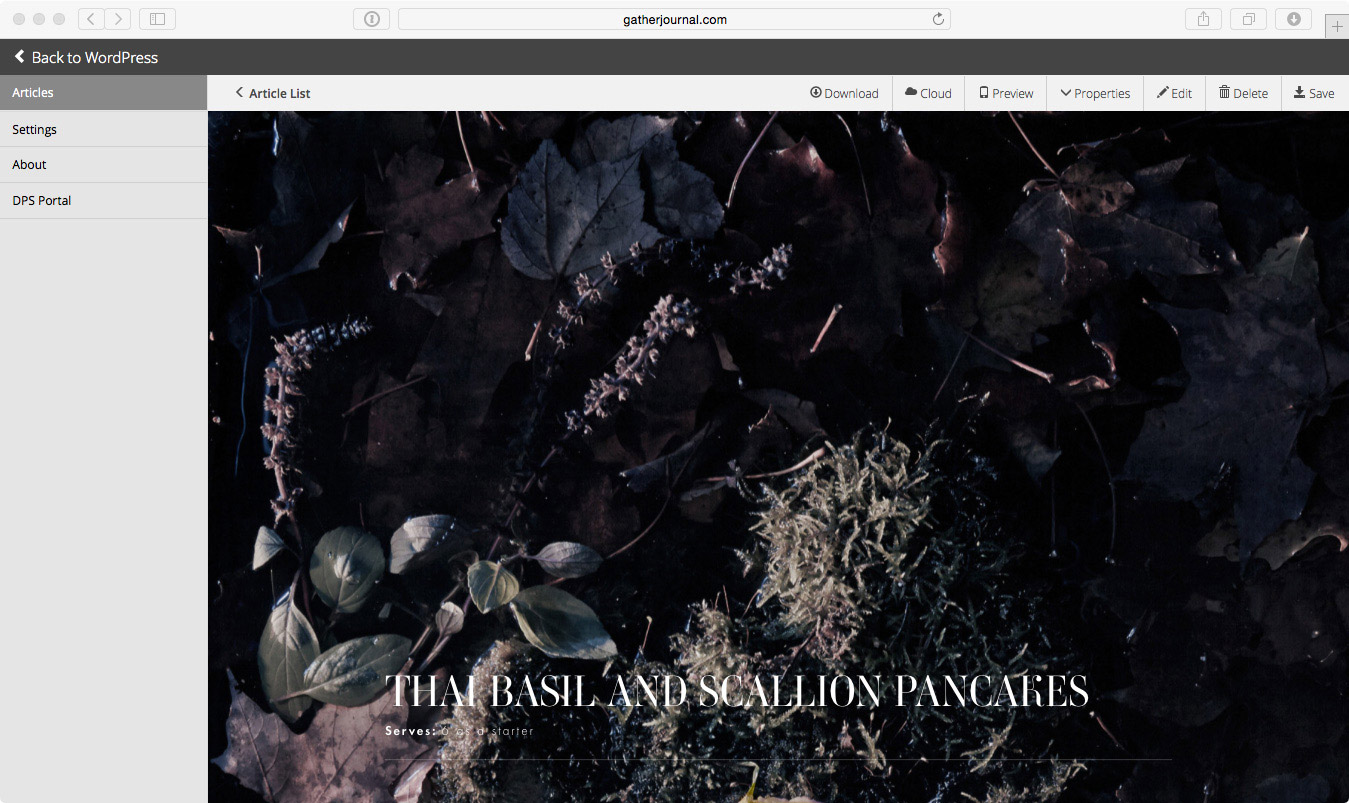 gatherjournal.com
Back to WordPress
Articles
Settings
About
DPS Portal
Article List
Download
Cloud
Preview
Properties
Edit
Delete
Save
THAI BASIL AND SCALLION PANCAKES
Serves: 6 as a starter